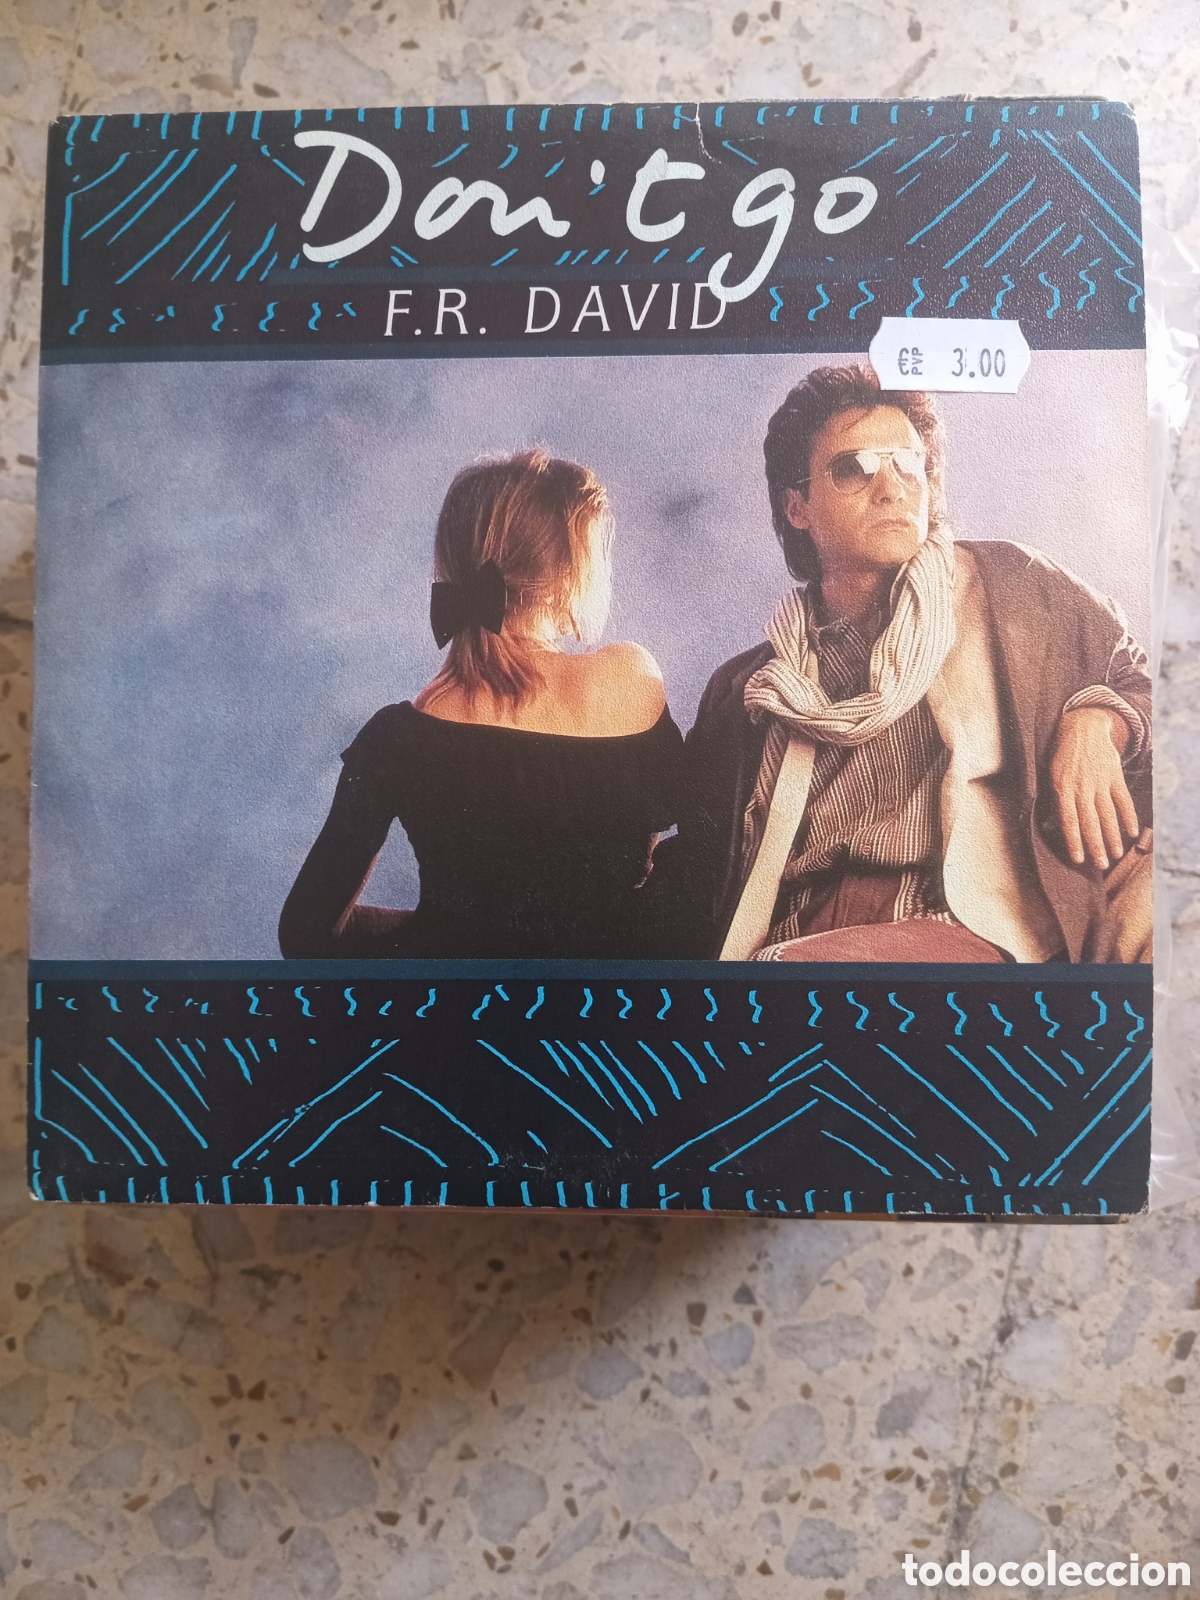 Don't go
F.R. DAVID
€ PVP 3.00
todocoleccion